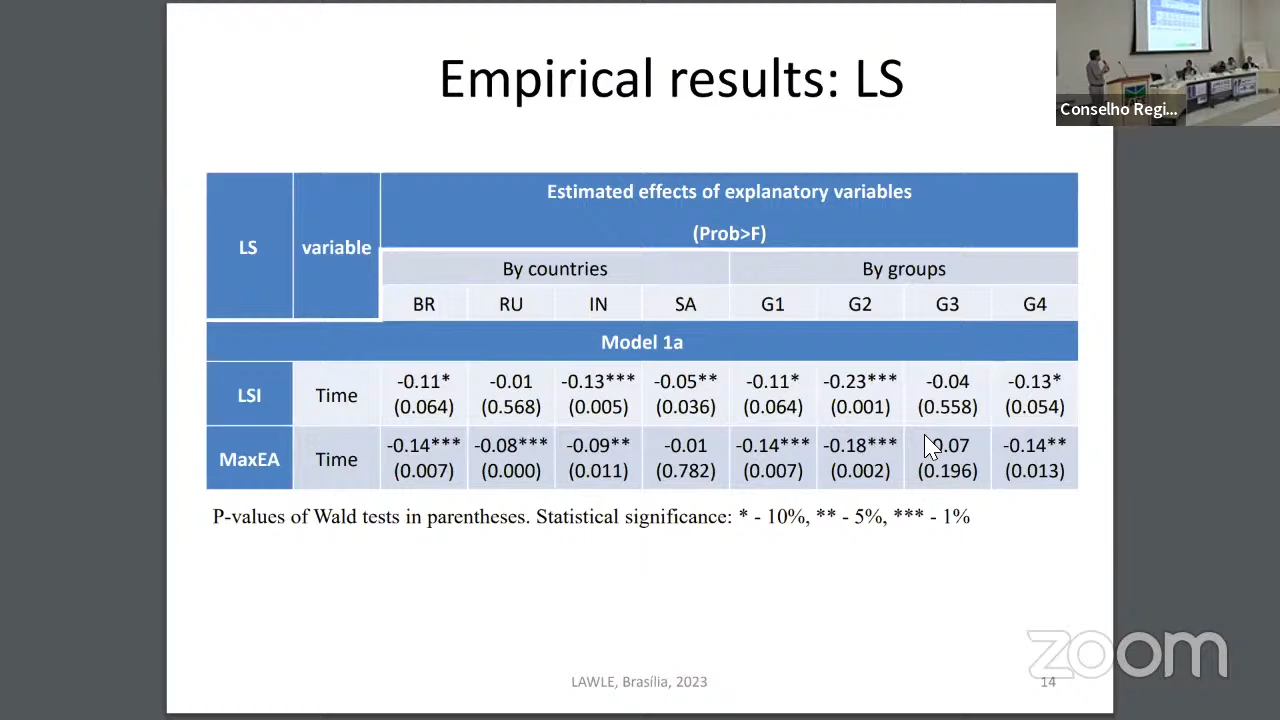 Empirical results: LS
Conselho Regi...
Estimated effects of explanatory variables
(Prob>F)
LS variable
By countries By groups
BR RU IN SA G1 G2 G3 G4
Model 1a
LSI Time -0.11* -0.01 -0.13*** -0.05** -0.11* -0.23*** -0.04 -0.13*
(0.064) (0.568) (0.005) (0.036) (0.064) (0.001) (0.558) (0.054)
MaxEA Time -0.14*** -0.08*** -0.09** -0.01 -0.14*** -0.18*** 0.07 -0.14**
(0.007) (0.000) (0.011) (0.782) (0.007) (0.002) (0.196) (0.013)
P-values of Wald tests in parentheses. Statistical significance: * - 10%, ** - 5%, *** - 1%
zoom
LAWLE, Brasília, 2023 14